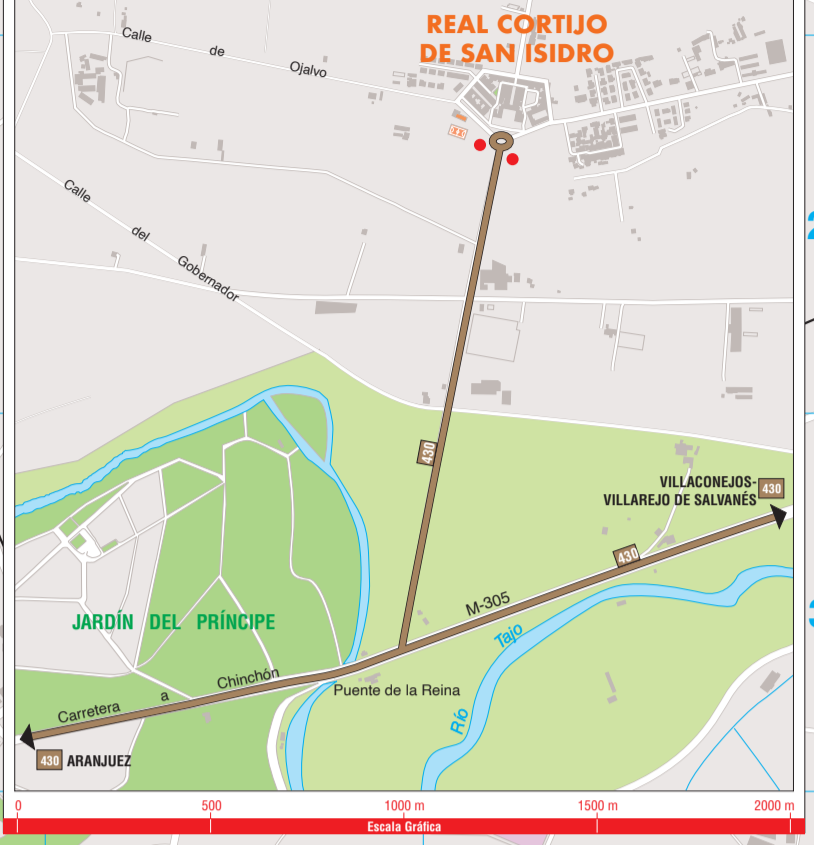 REAL CORTIJO
DE SAN ISIDRO
Calle de Ojalvo
Calle del Gobernador
430
VILLACONEJOS-
VILLAREJO DE SALVANÉS
430
430
M-305
JARDÍN DEL PRÍNCIPE
Río Tajo
Puente de la Reina
Carretera a Chinchón
430 ARANJUEZ
0 500 1000 m 1500 m 2000 m
Escala Gráfica